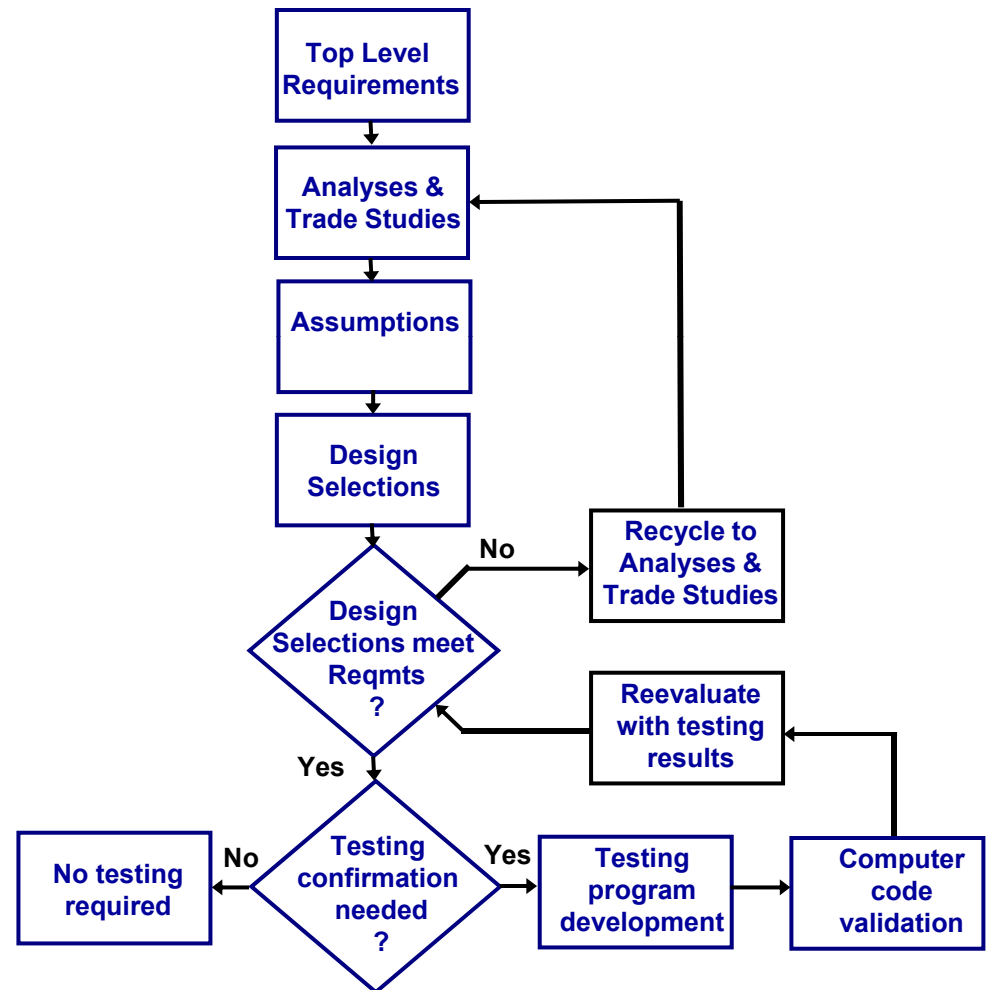 Top Level
Requirements
Analyses &
Trade Studies
Assumptions
Design
Selections
No
Recycle to
Analyses &
Trade Studies
Design
Selections meet
Reqmts
?
Reevaluate
with testing
results
Yes
No testing
required
No
Testing
confirmation
needed
?
Yes
Testing
program
development
Computer
code
validation